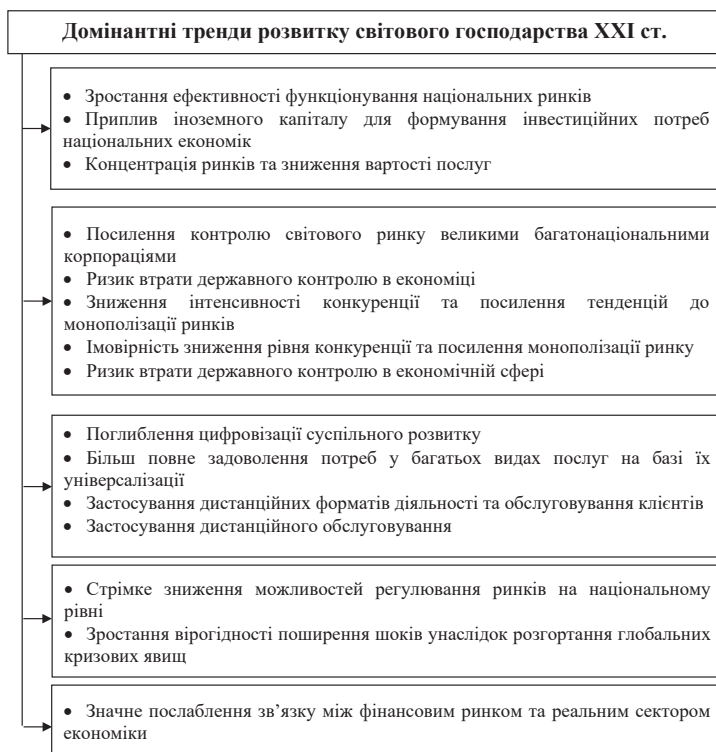 Домінантні тренди розвитку світового господарства XXI ст.
• Зростання ефективності функціонування національних ринків
• Приплив іноземного капіталу для формування інвестиційних потреб
національних економік
• Концентрація ринків та зниження вартості послуг
• Посилення контролю світового ринку великими багатонаціональними
корпораціями
• Ризик втрати державного контролю в економіці
• Зниження інтенсивності конкуренції та посилення тенденцій до
монополізації ринків
• Імовірність зниження рівня конкуренції та посилення монополізації ринку
• Ризик втрати державного контролю в економічній сфері
• Поглиблення цифровізації суспільного розвитку
• Більш повне задоволення потреб у багатьох видах послуг на базі їх
універсалізації
• Застосування дистанційних форматів діяльності та обслуговування клієнтів
• Застосування дистанційного обслуговування
• Стрімке зниження можливостей регулювання ринків на національному
рівні
• Зростання вірогідності поширення шоків унаслідок розгортання глобальних
кризових явищ
• Значне послаблення зв’язку між фінансовим ринком та реальним сектором
економіки